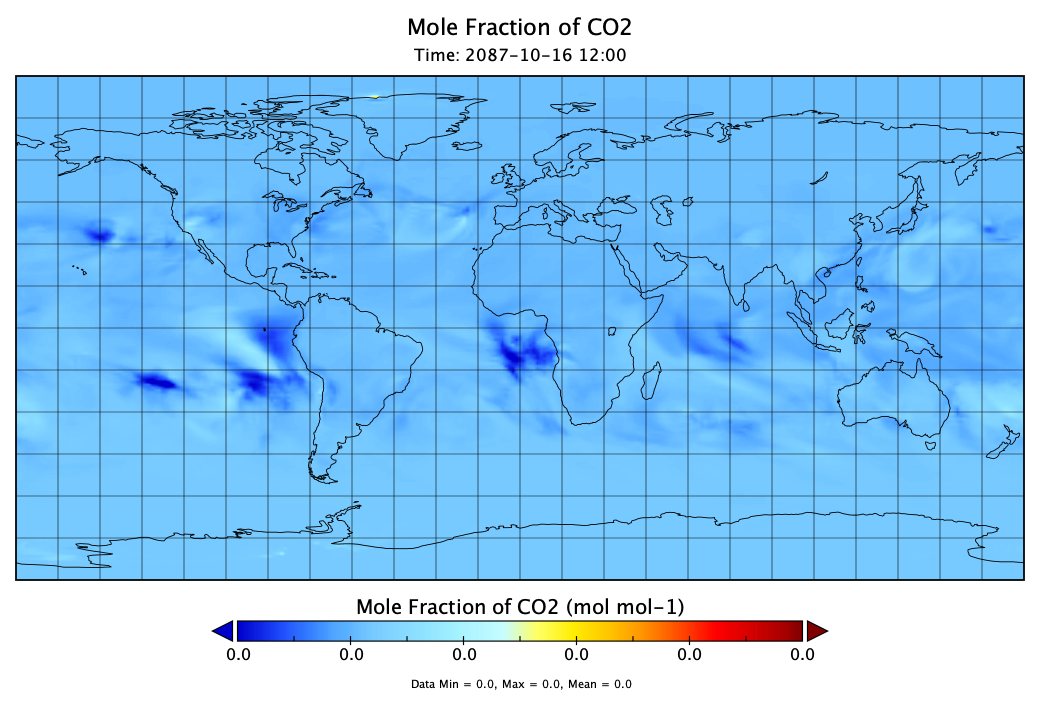 Mole Fraction of CO2
Time: 2087-10-16 12:00
Mole Fraction of CO2 (mol mol-1)
0.0 0.0 0.0 0.0 0.0 0.0
Data Min = 0.0, Max = 0.0, Mean = 0.0